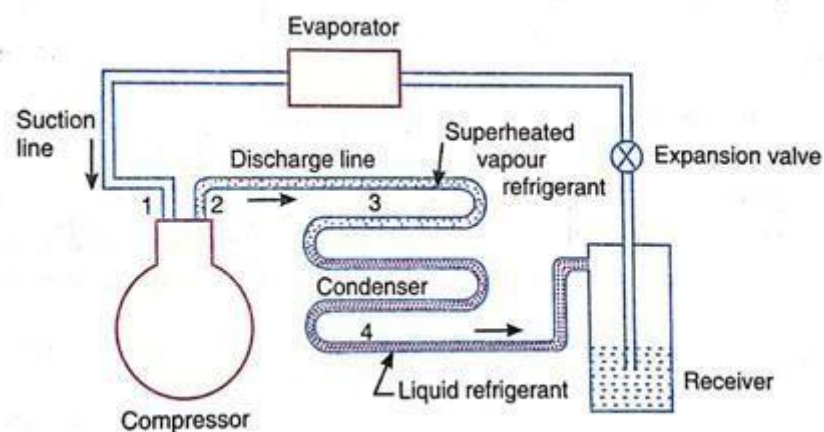 Evaporator
Suction
line
Discharge line
Superheated
vapour
refrigerant
Expansion valve
1
2
3
Condenser
4
Liquid refrigerant
Receiver
Compressor